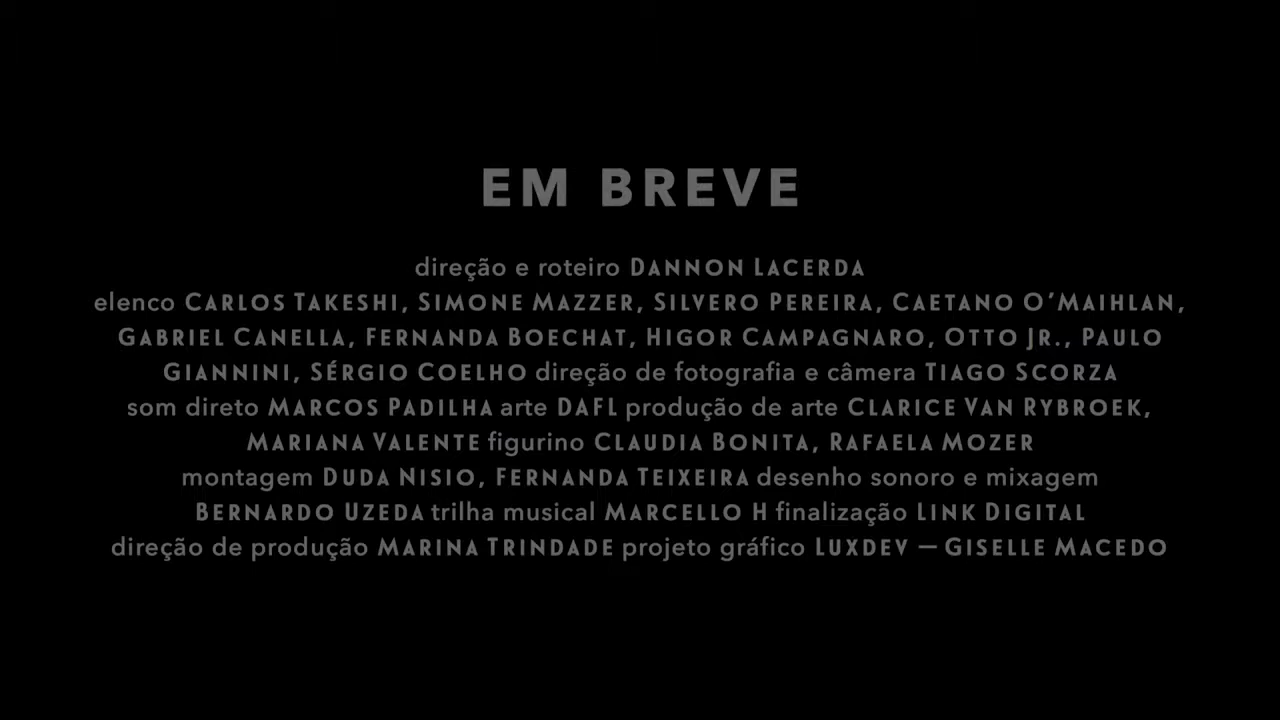 EM BREVE
direção e roteiro DANNON LACERDA
elenco CARLOS TAKESHI, SIMONE MAZZER, SILVERO PEREIRA, CAETANO O’MAIHLAN,
GABRIEL CANELLA, FERNANDA BOECHAT, HIGOR CAMPAGNARO, OTTO JR., PAULO
GIANNINI, SÉRGIO COELHO direção de fotografia e câmera TIAGO SCORZA
som direto MARCOS PADILHA arte DAFL produção de arte CLARICE VAN RYBROEK,
MARIANA VALENTE figurino CLAUDIA BONITA, RAFAELA MOZER
montagem DUDA NISIO, FERNANDA TEIXEIRA desenho sonoro e mixagem
BERNARDO UZEDA trilha musical MARCELLO H finalização LINK DIGITAL
direção de produção MARINA TRINDADE projeto gráfico LUXDEV — GISELLE MACEDO